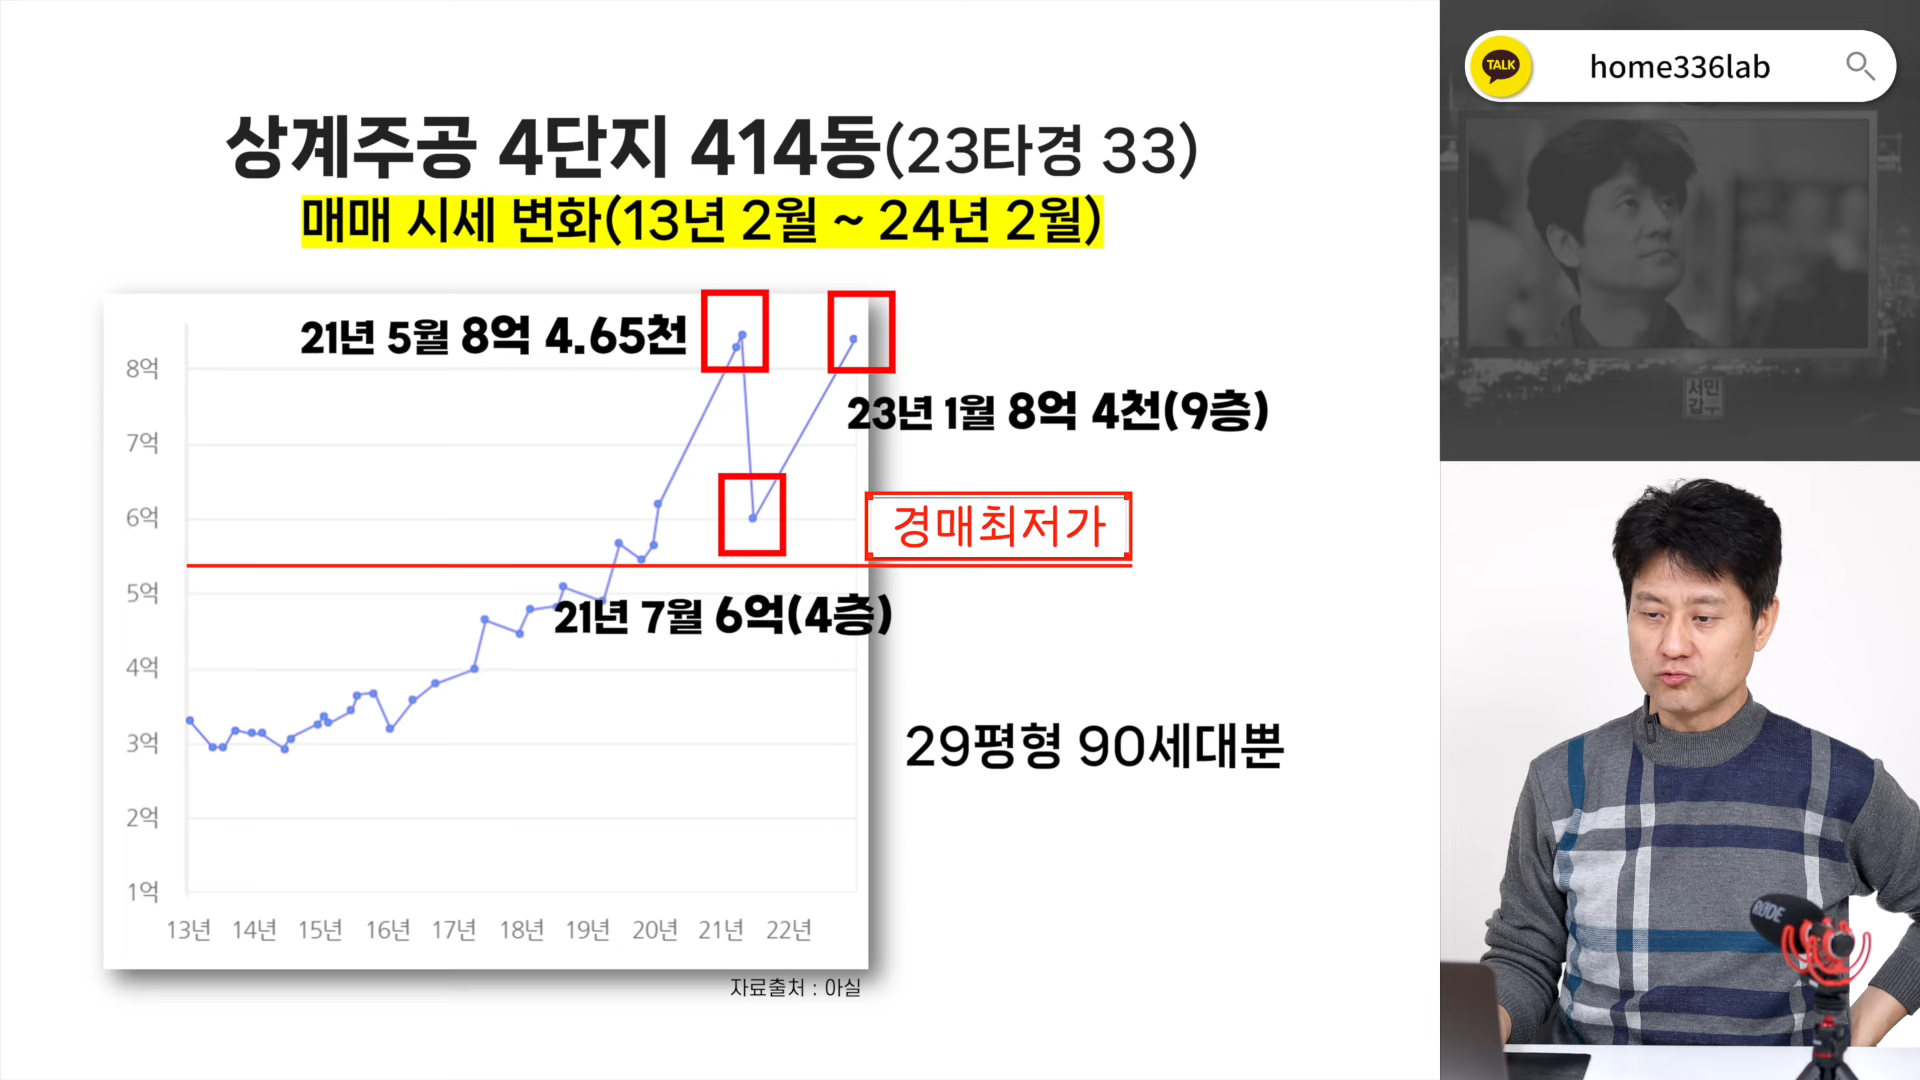 TALK
home336lab
상계주공 4단지 414동(23타경 33)
매매 시세 변화(13년 2월 ~ 24년 2월)
21년 5월 8억 4.65천
23년 1월 8억 4천(9층)
경매최저가
21년 7월 6억(4층)
29평형 90세대뿐
8억
7억
6억
5억
4억
3억
2억
1억
13년 14년 15년 16년 17년 18년 19년 20년 21년 22년
자료출처 : 아실
서민
갑부
RØDE